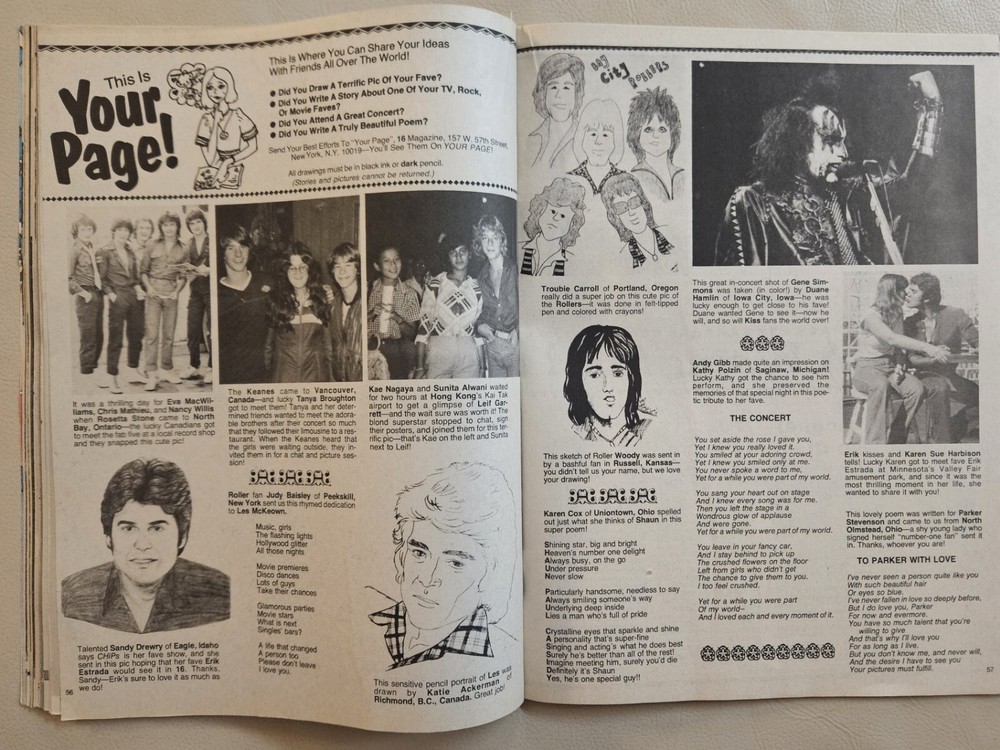 This Is
Your
Page!
This Is Where You Can Share Your Ideas
With Friends All Over The World!
● Did You Draw A Terrific Pic Of Your Fave?
● Did You Write A Story About One Of Your TV, Rock,
Or Movie Faves?
● Did You Attend A Great Concert?
● Did You Write A Truly Beautiful Poem?
Send Your Best Efforts To "Your Page", 16 Magazine, 157 W. 57th Street,
New York, N.Y. 10019—You'll See Them On YOUR PAGE!
All drawings must be in black ink or dark pencil.
(Stories and pictures cannot be returned.)
It was a thrilling day for Eva MacWil-
liams, Chris Mathieu, and Nancy Willis
when Rosetta Stone came to North
Bay, Ontario—the lucky Canadians got
to meet the fab five at a local record shop
and they snapped this cute pic!
The Keanes came to Vancouver,
Canada—and lucky Tanya Broughton
got to meet them! Tanya and her deter-
mined friends wanted to meet the adora-
ble brothers after their concert so much
that they followed their limousine to a res-
taurant. When the Keanes heard that
the girls were waiting outside, they in-
vited them in for a chat and picture ses-
sion!
Kae Nagaya and Sunita Alwani waited
for two hours at Hong Kong's Kai Tak
airport to get a glimpse of Leif Gar-
rett—and the wait sure was worth it! The
blond superstar stopped to chat, sign
their posters, and joined them for this ter-
rific pic—that's Kae on the left and Sunita
next to Leif!
Roller fan Judy Baisley of Peekskill,
New York sent us this rhymed dedication
to Les McKeown.
Music, girls
The flashing lights
Hollywood glitter
All those nights
Movie premieres
Disco dances
Lots of guys
Take their chances
Glamorous parties
Movie stars
What is next
Singles' bars?
A life that changed
A person too
Please don't leave
I love you.
Talented Sandy Drewry of Eagle, Idaho
says CHiPs is her fave show, and she
sent in this pic hoping that her fave Erik
Estrada would see it in 16. Thanks,
Sandy—Erik's sure to love it as much as
we do!
56
This sensitive pencil portrait of Les was
drawn by Katie Ackerman of
Richmond, B.C., Canada. Great job!
Bay
City
Rollers
Troubie Carroll of Portland, Oregon
really did a super job on this cute pic of
the Rollers—it was done in felt-tipped
pen and colored with crayons!
This sketch of Roller Woody was sent in
by a bashful fan in Russell, Kansas—
you didn't tell us your name, but we love
your drawing!
Karen Cox of Uniontown, Ohio spelled
out just what she thinks of Shaun in this
super poem!
Shining star, big and bright
Heaven's number one delight
Always busy, on the go
Under pressure
Never slow
Particularly handsome, needless to say
Always smiling someone's way
Underlying deep inside
Lies a man who's full of pride
Crystalline eyes that sparkle and shine
A personality that's super-fine
Singing and acting's what he does best
Surely he's better than all of the rest!
Imagine meeting him, surely you'd die
Definitely it's Shaun
Yes, he's one special guy!!
This great in-concert shot of Gene Sim-
mons was taken (in color!) by Duane
Hamlin of Iowa City, Iowa—he was
lucky enough to get close to his fave!
Duane wanted Gene to see it—now he
will, and so will Kiss fans the world over!
Andy Gibb made quite an impression on
Kathy Polzin of Saginaw, Michigan!
Lucky Kathy got the chance to see him
perform, and she preserved the
memories of that special night in this poe-
tic tribute to her fave.
THE CONCERT
You set aside the rose I gave you,
Yet I knew you really loved it.
You smiled at your adoring crowd,
Yet I knew you smiled only at me.
You never spoke a word to me,
Yet for a while you were part of my world.
You sang your heart out on stage
And I knew every song was for me.
Then you left the stage in a
Wondrous glow of applause
And were gone.
Yet for a while you were part of my world.
You leave in your fancy car,
And I stay behind to pick up
The crushed flowers on the floor
Left from girls who didn't get
The chance to give them to you.
I too feel crushed.
Yet for a while you were part
Of my world—
And I loved each and every moment of it.
Erik kisses and Karen Sue Harbison
tells! Lucky Karen got to meet fave Erik
Estrada at Minnesota's Valley Fair
amusement park, and since it was the
most thrilling moment in her life, she
wanted to share it with you!
This lovely poem was written for Parker
Stevenson and came to us from North
Olmstead, Ohio—a shy young lady who
signed herself "number-one fan" sent it
in. Thanks, whoever you are!
TO PARKER WITH LOVE
I've never seen a person quite like you
With such beautiful hair
Or eyes so blue.
I've never fallen in love so deeply before,
But I do love you, Parker
For now and evermore.
You have so much talent that you're
willing to give
And that's why I'll love you
For as long as I live.
But you don't know me, and never will,
And the desire I have to see you
Your pictures must fulfill.
57